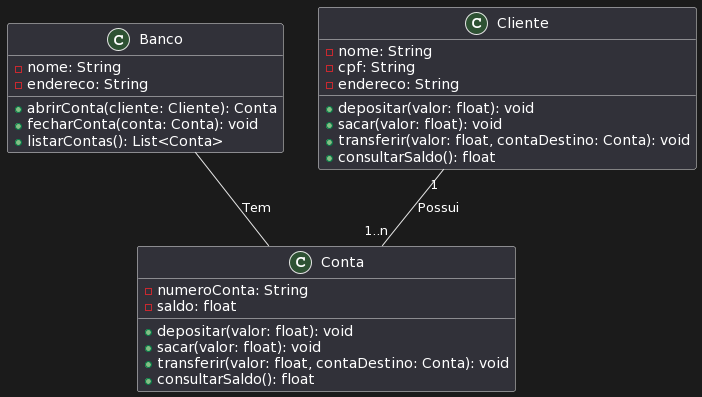 C Banco
nome: String
endereco: String
abrirConta(cliente: Cliente): Conta
fecharConta(conta: Conta): void
listarContas(): List<Conta>
C Cliente
nome: String
cpf: String
endereco: String
depositar(valor: float): void
sacar(valor: float): void
transferir(valor: float, contaDestino: Conta): void
consultarSaldo(): float
1
Tem
Possui
1..n
C Conta
numeroConta: String
saldo: float
depositar(valor: float): void
sacar(valor: float): void
transferir(valor: float, contaDestino: Conta): void
consultarSaldo(): float